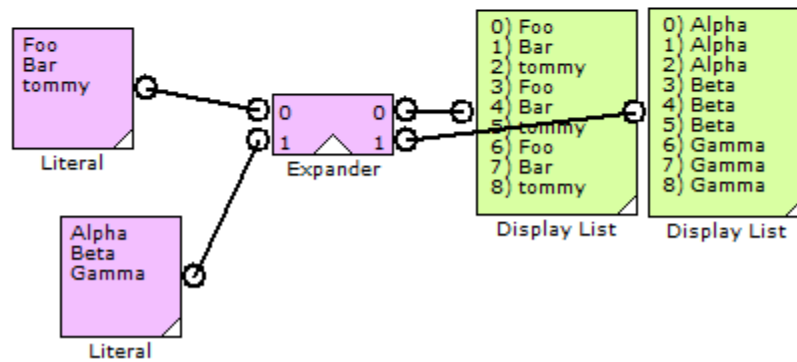 Foo
Bar
tommy
Literal
Alpha
Beta
Gamma
Literal
0 0
1 1
Expander
0) Foo
1) Bar
2) tommy
3) Foo
4) Bar
5) tommy
6) Foo
7) Bar
8) tommy
Display List
0) Alpha
1) Alpha
2) Alpha
3) Beta
4) Beta
5) Beta
6) Gamma
7) Gamma
8) Gamma
Display List